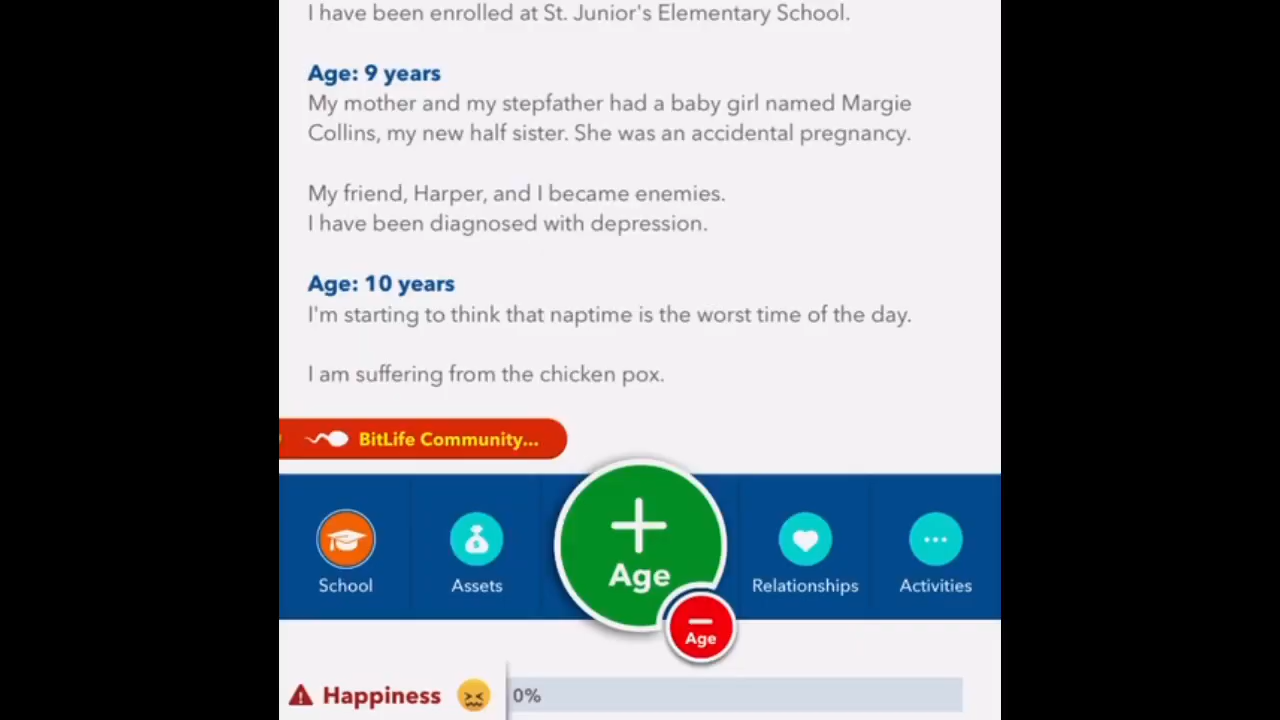 I have been enrolled at St. Junior's Elementary School.
Age: 9 years
My mother and my stepfather had a baby girl named Margie
Collins, my new half sister. She was an accidental pregnancy.
My friend, Harper, and I became enemies.
I have been diagnosed with depression.
Age: 10 years
I'm starting to think that naptime is the worst time of the day.
I am suffering from the chicken pox.
BitLife Community...
School
Assets
Age
Relationships
Activities
Age
Happiness 0%